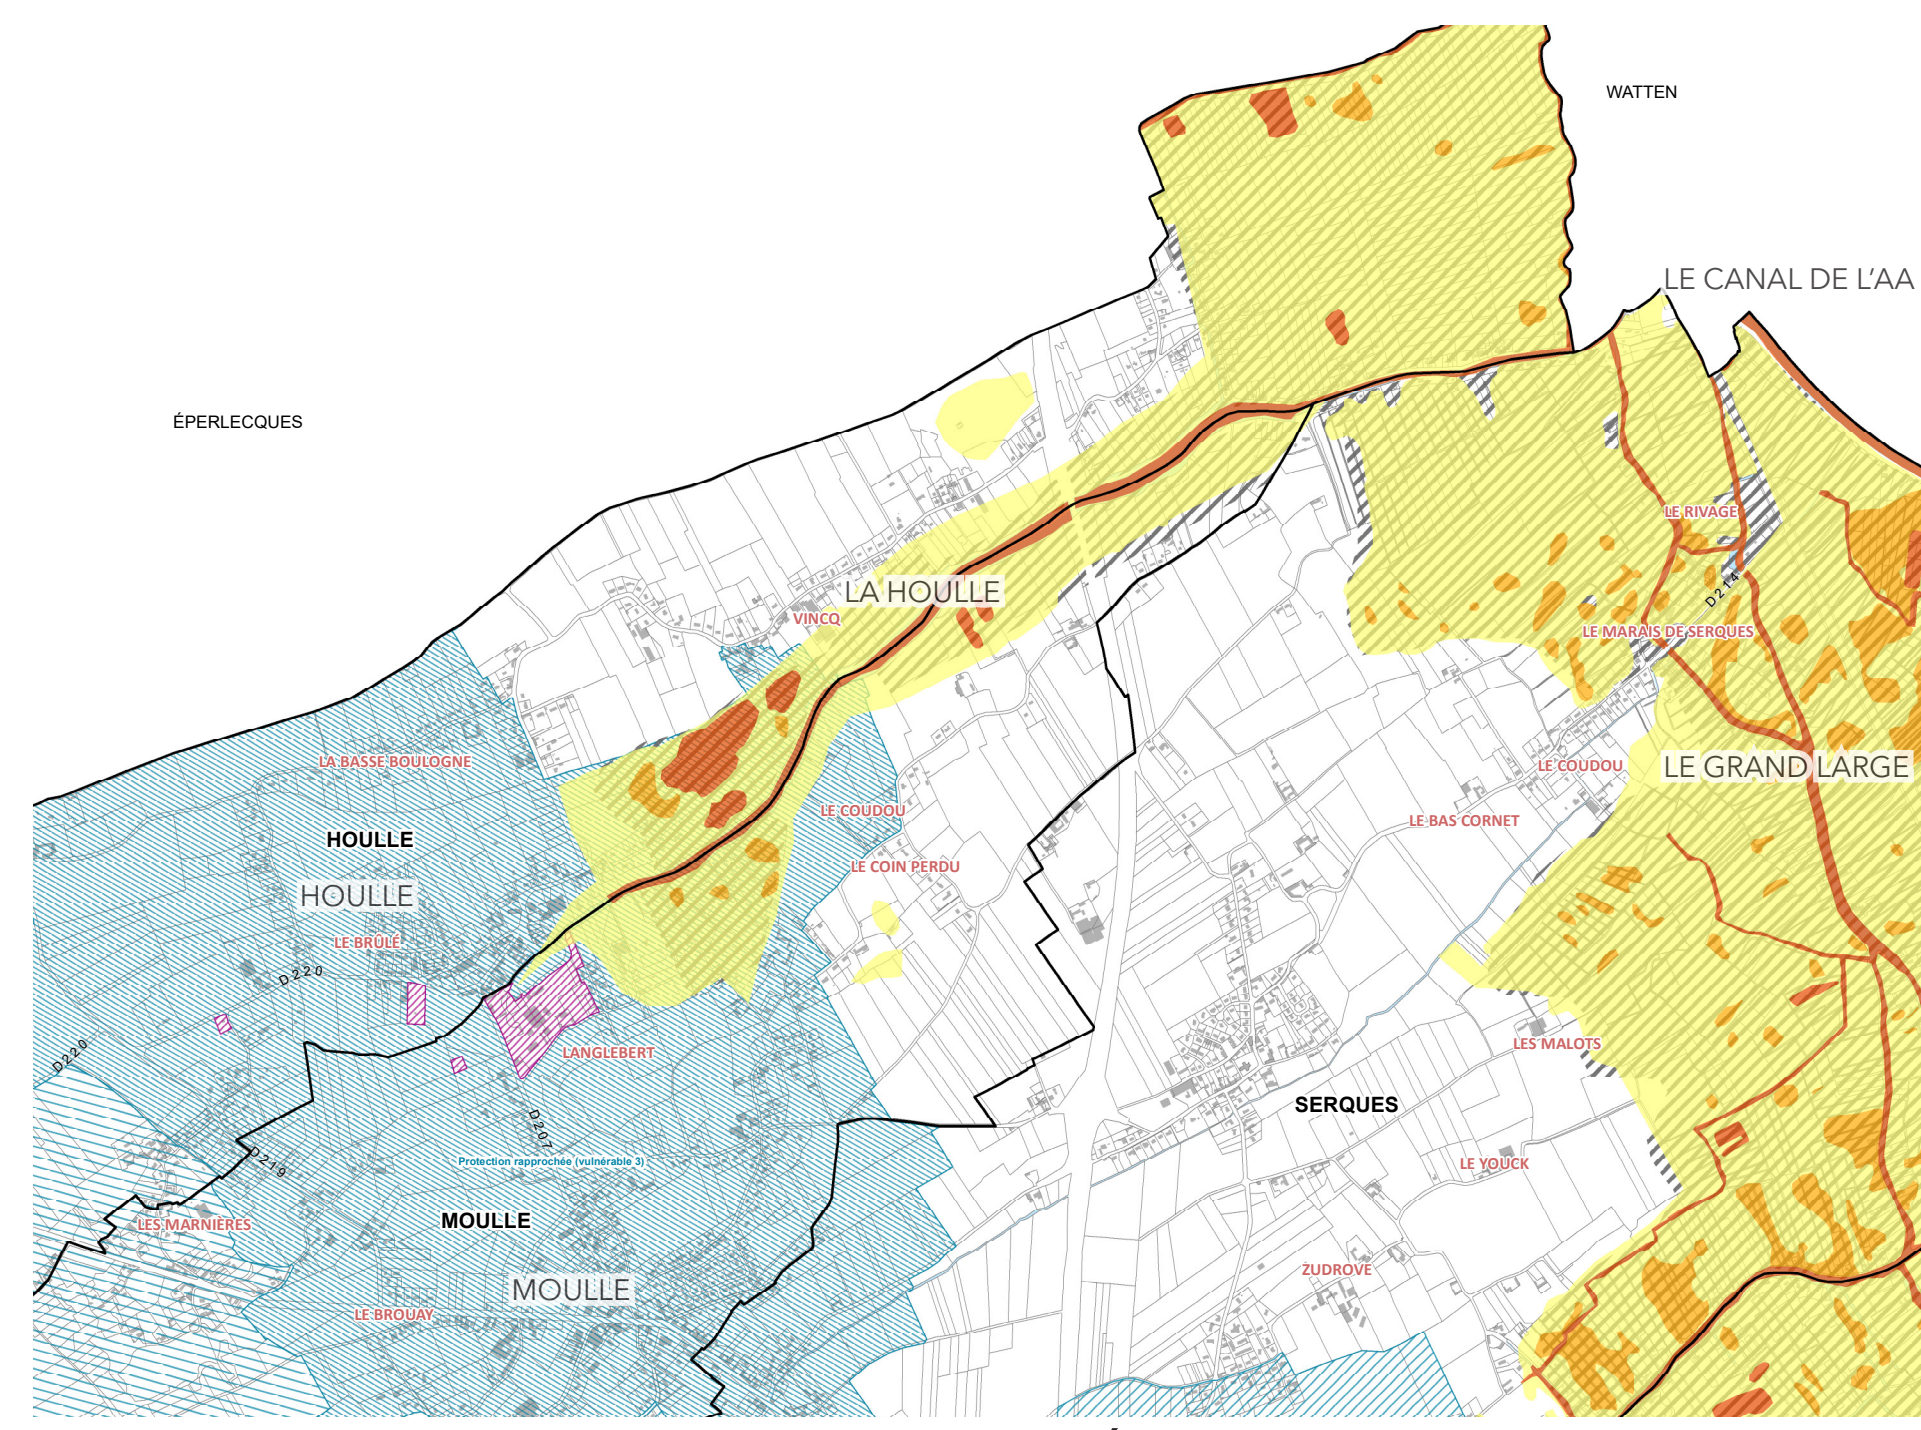 WATTEN
LE CANAL DE L'AA
ÉPERLECQUES
LE RIVAGE
D214
LA HOULLE
VINCQ
LE MARAIS DE SERQUES
LA BASSE BOULOGNE
LE COUDOU
LE GRAND LARGE
LE COUDOU
LE BAS CORNET
HOULLE
LE COIN PERDU
HOULLE
LE BRÛLÉ
D220
D220
LANGLEBERT
LES MALOTS
SERQUES
D207
D219
Protection rapprochée (vulnérable 3)
LE YOUCK
LES MARNIÈRES
MOULLE
ZUDROVE
MOULLE
LE BROUAY